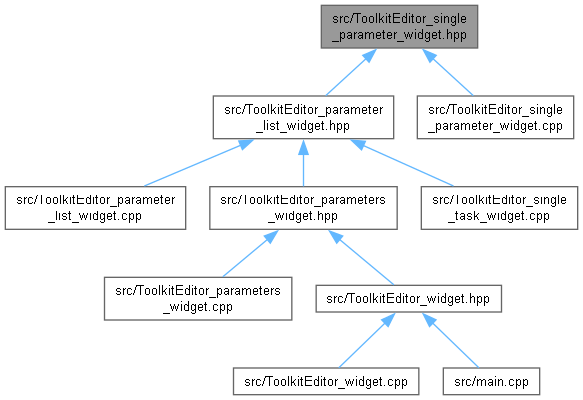 src/ToolkitEditor_single
_parameter_widget.hpp
src/ToolkitEditor_parameter
_list_widget.hpp
src/ToolkitEditor_single
_parameter_widget.cpp
src/ToolkitEditor_parameter
_list_widget.cpp
src/ToolkitEditor_parameters
_widget.hpp
src/ToolkitEditor_single
_task_widget.cpp
src/ToolkitEditor_parameters
_widget.cpp
src/ToolkitEditor_widget.hpp
src/ToolkitEditor_widget.cpp
src/main.cpp